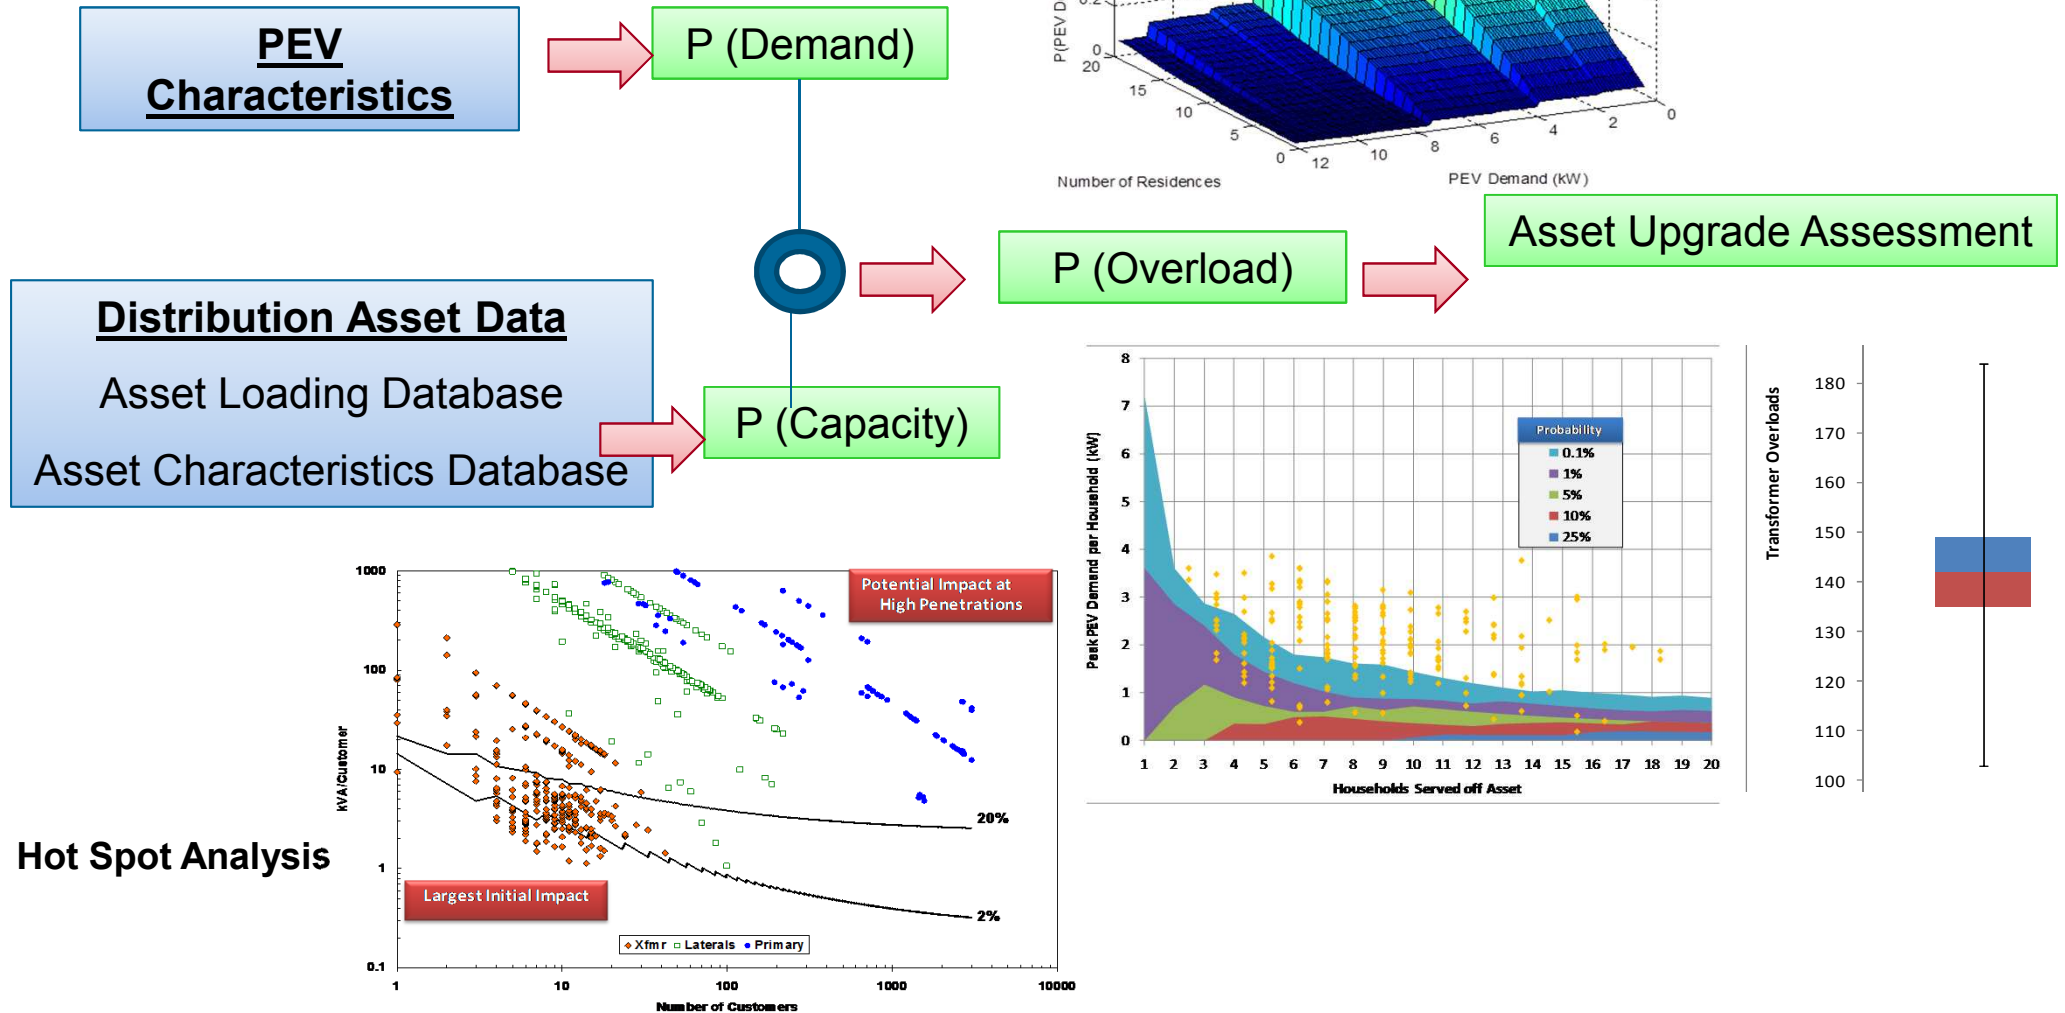 PEV
Characteristics
P (Demand)
P(PEV D
0.2
0
20
15
10
5
0
12
10
8
6
4
2
0
Number of Residences
PEV Demand (kW)
Asset Upgrade Assessment
P (Overload)
Distribution Asset Data
Asset Loading Database
Asset Characteristics Database
P (Capacity)
8
7
6
5
4
3
2
1
0
Peak PEV Demand per Household (kW)
Probability
0.1%
1%
5%
10%
25%
1 2 3 4 5 6 7 8 9 10 11 12 13 14 15 16 17 18 19 20
Households Served off Asset
Transformer Overloads
180
170
160
150
140
130
120
110
100
Hot Spot Analysis
1000
100
10
1
0.1
kVA/Customer
Potential Impact at
High Penetrations
20%
2%
Largest Initial Impact
Xfmr Laterals Primary
1 10 100 1000 10000
Number of Customers